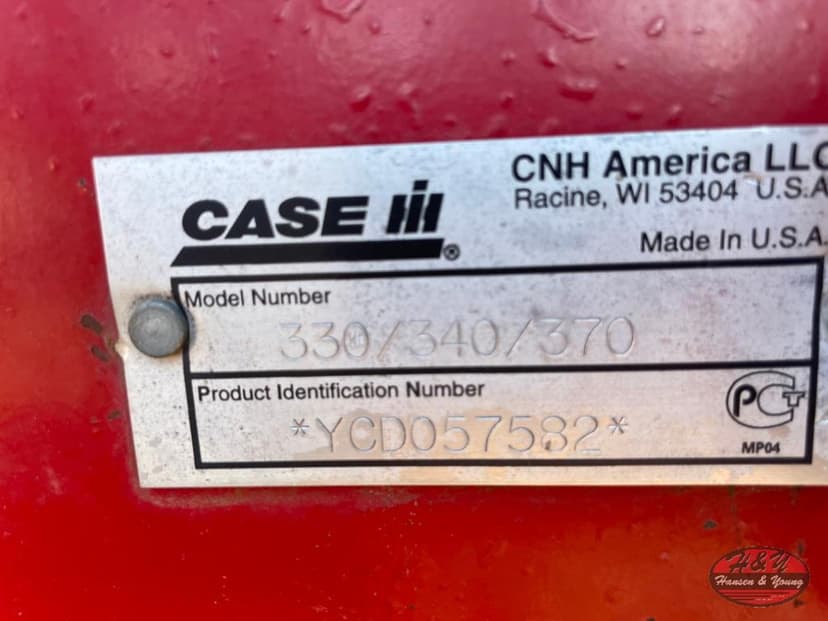 CNH America LLC
Racine, WI 53404 U.S.A.
CASE IH®
Made In U.S.A.
Model Number
330/340/370
Product Identification Number
*YCD057582*
PCT
MP04
H&Y
Hansen & Young